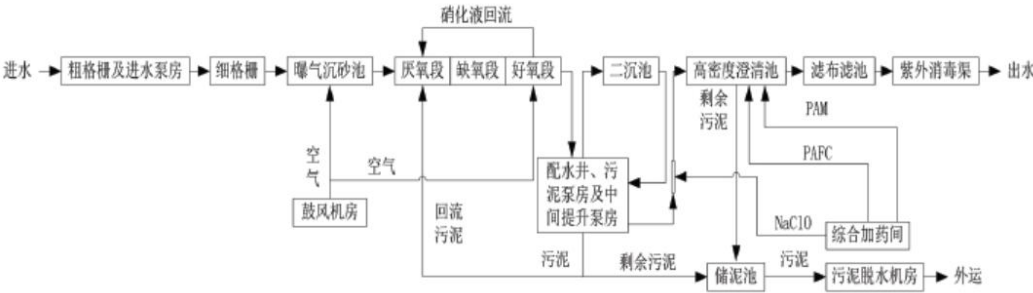 硝化液回流
进水
粗格栅及进水泵房
细格栅
曝气沉砂池
厌氧段
缺氧段
好氧段
二沉池
高密度澄清池
滤布滤池
紫外消毒渠
出水
剩余
污泥
PAM
PAFC
空
气
空气
配水井、污
泥泵房及中
间提升泵房
鼓风机房
回流
污泥
NaClO
综合加药间
污泥
剩余污泥
储泥池
污泥
污泥脱水机房
外运